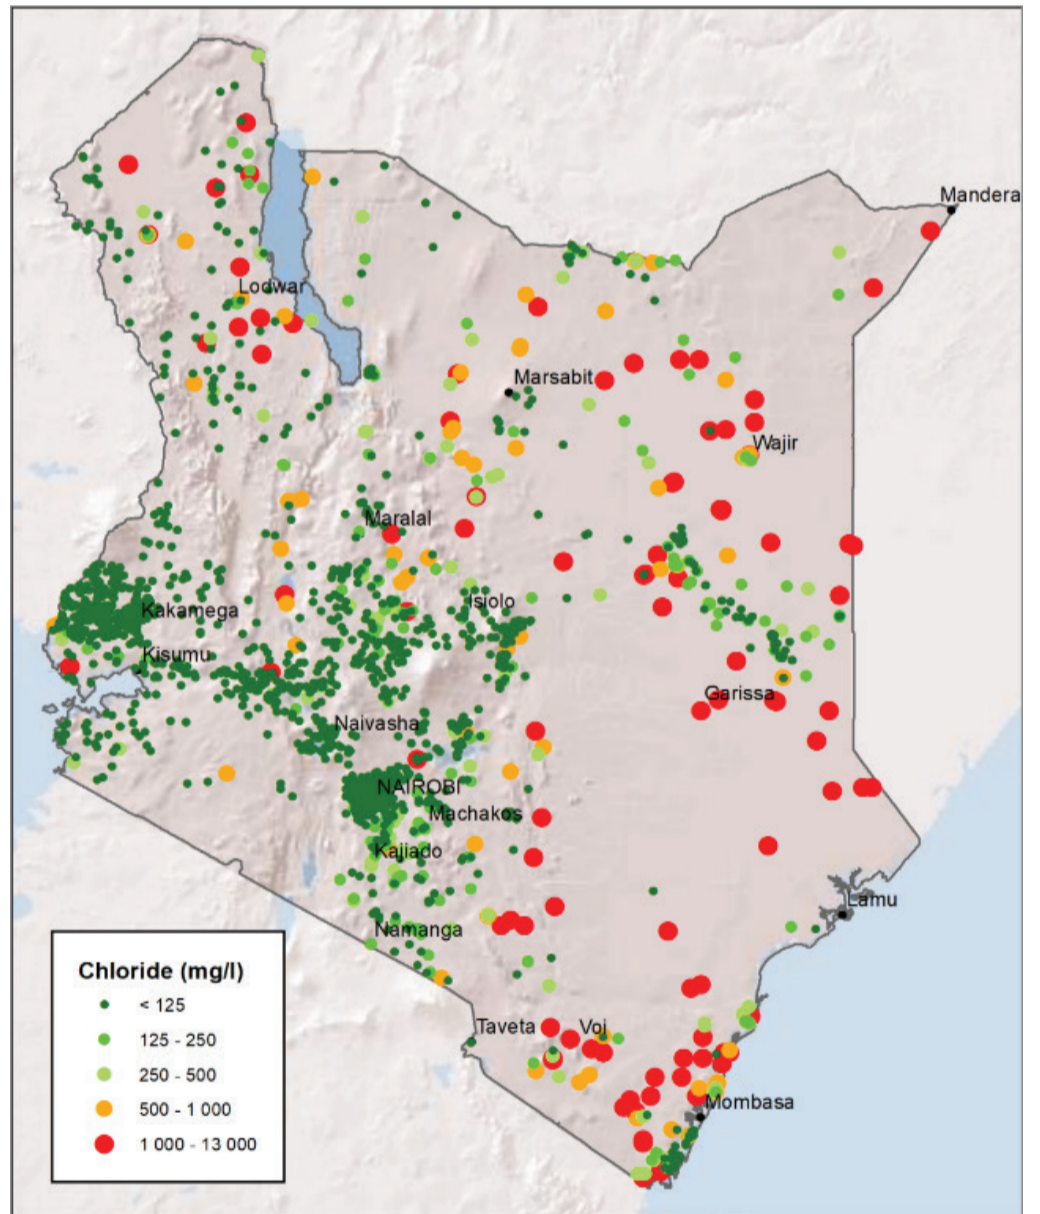 Mandera
Lodwar
Marsabit
Wajir
Maralal
Isiolo
Kakamega
Kisumu
Garissa
Naivasha
NAIROBI
Machakos
Kajiado
Lamu
Namanga
Chloride (mg/l)
< 125
125 - 250
250 - 500
500 - 1 000
1 000 - 13 000
Taveta
Voi
Mombasa